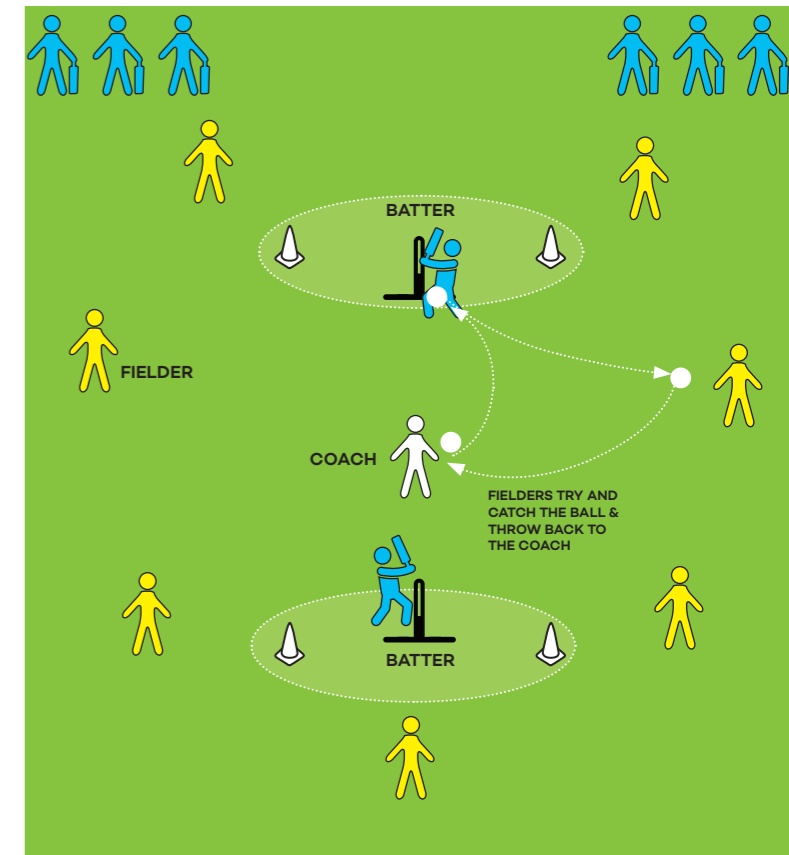 BATTER
FIELDER
COACH
FIELDERS TRY AND
CATCH THE BALL &
THROW BACK TO
THE COACH
BATTER